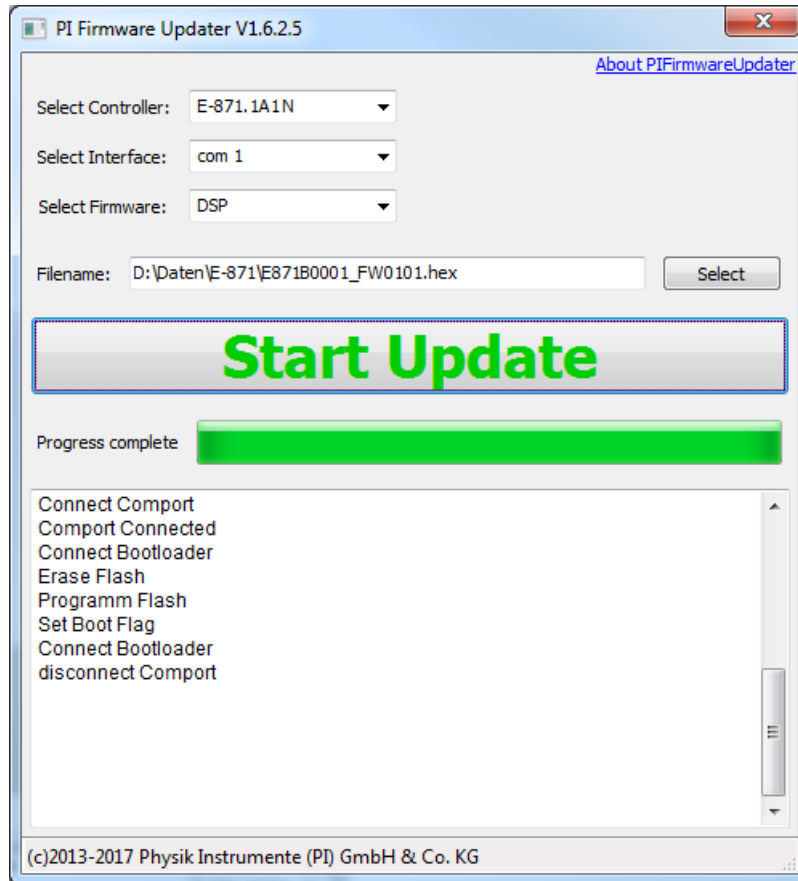 PI Firmware Updater V1.6.2.5
About PIFirmwareUpdater
Select Controller: E-871.1A1N
Select Interface: com 1
Select Firmware: DSP
Filename: D:\Daten\E-871\E871B0001_FW0101.hex Select
Start Update
Progress complete
Connect Comport
Comport Connected
Connect Bootloader
Erase Flash
Programm Flash
Set Boot Flag
Connect Bootloader
disconnect Comport
(c)2013-2017 Physik Instrumente (PI) GmbH & Co. KG